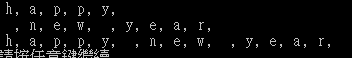 h, a, p, p, y,
 , n, e, w,  , y, e, a, r,
h, a, p, p, y,  , n, e, w,  , y, e, a, r,
請按任意鍵繼續